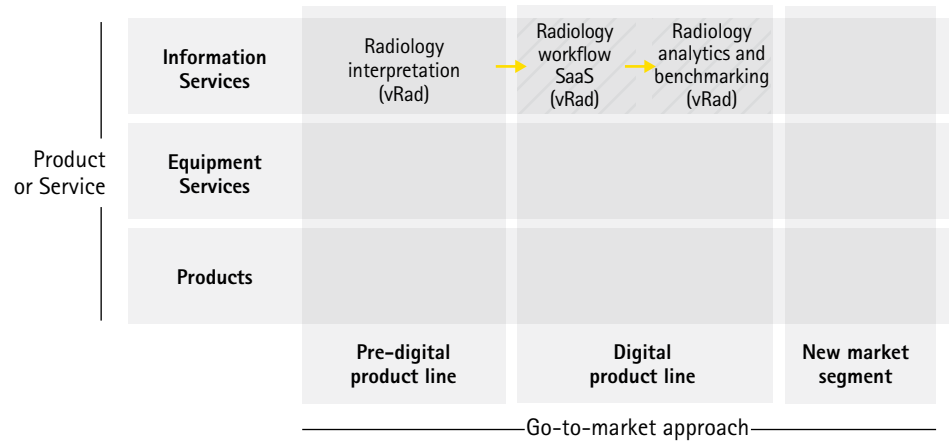 Information
Services
Radiology
interpretation
(vRad)
Radiology
workflow
SaaS
(vRad)
Radiology
analytics and
benchmarking
(vRad)
Product
or Service
Equipment
Services
Products
Pre-digital
product line
Digital
product line
New market
segment
Go-to-market approach